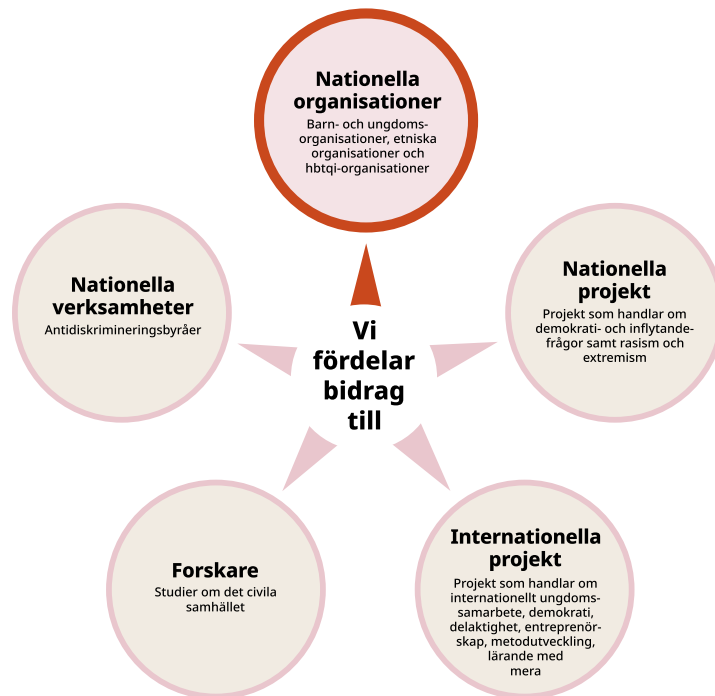 Nationella
organisationer
Barn- och ungdoms-
organisationer, etniska
organisationer och
hbtqi-organisationer
Nationella
verksamheter
Antidiskrimineringsbyråer
Nationella
projekt
Projekt som handlar om
demokrati- och inflytande-
frågor samt rasism och
extremism
Vi
fördelar
bidrag
till
Forskare
Studier om det civila
samhället
Internationella
projekt
Projekt som handlar om
internationellt ungdoms-
samarbete, demokrati,
delaktighet, entreprenör-
skap, metodutveckling,
lärande med
mera